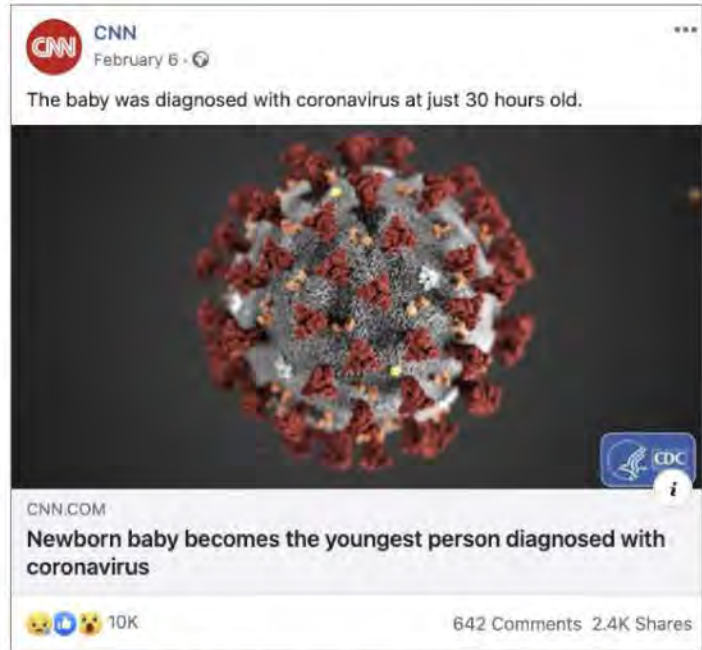 CNN
CNN
February 6 ·
The baby was diagnosed with coronavirus at just 30 hours old.
CDC
i
CNN.COM
Newborn baby becomes the youngest person diagnosed with
coronavirus
10K 642 Comments 2.4K Shares